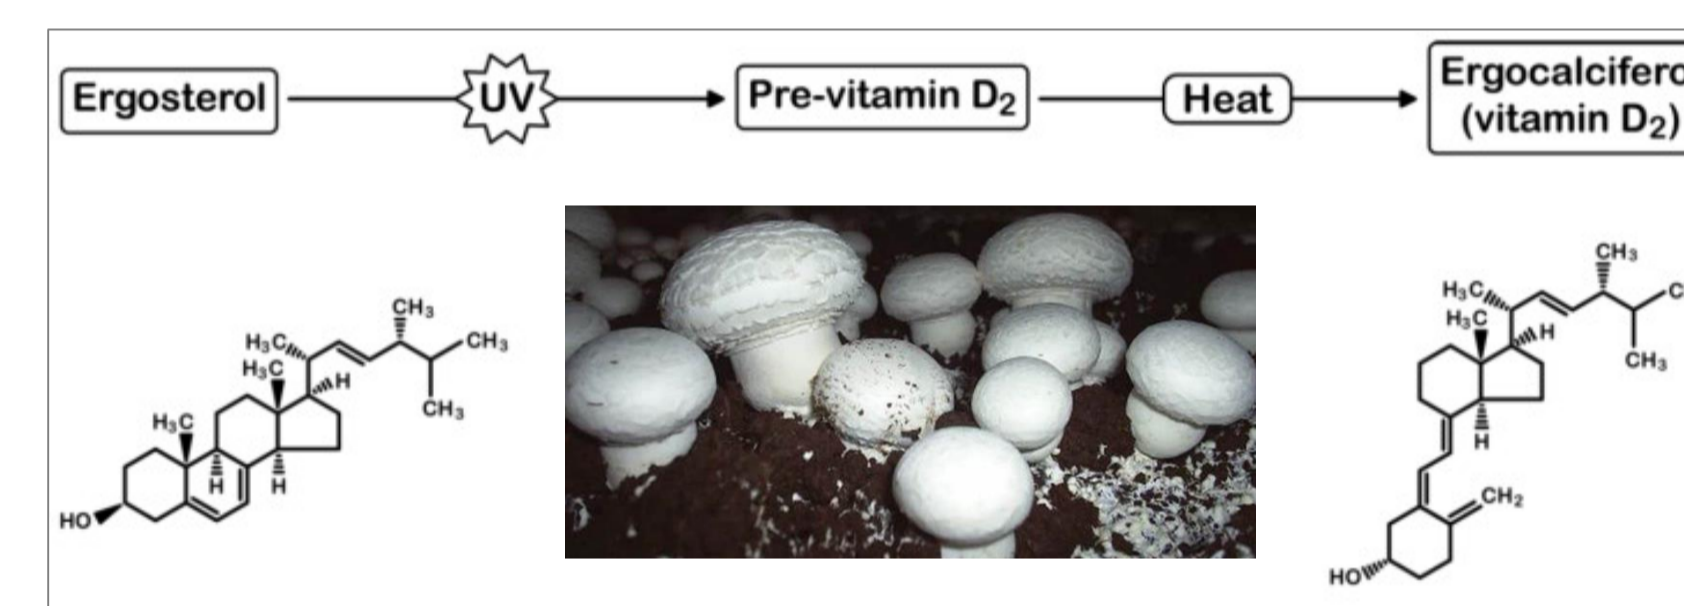 Ergosterol
UV
Pre-vitamin D₂
Heat
Ergocalcifero
(vitamin D₂)
CH₃
H₃C
CH₃
H₃C
H
CH₃
H₃C
H
H
HO
CH₃
H₃C
C
H₃C
H
CH₃
H
CH₂
HO